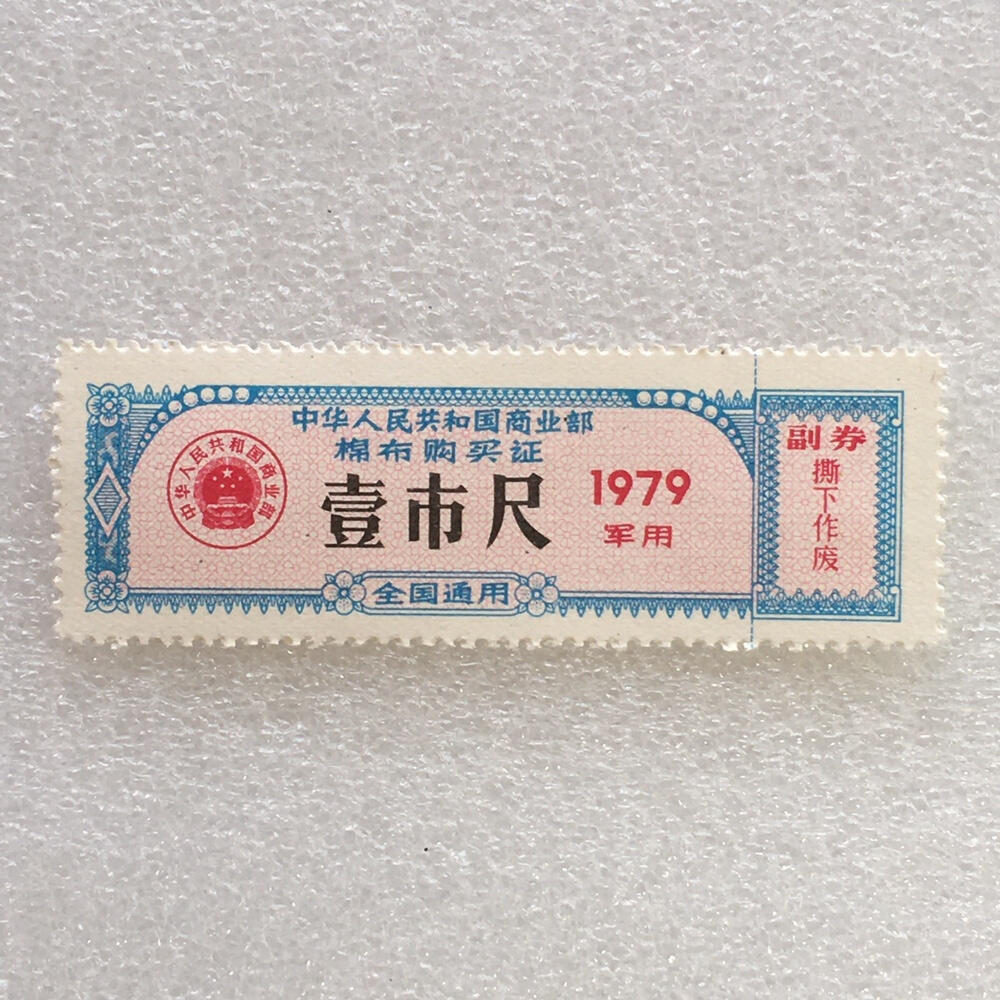 中华人民共和国商业部
棉布购买证
中华人民共和国商业部
壹市尺
1979
军用
全国通用
副券
撕下作废